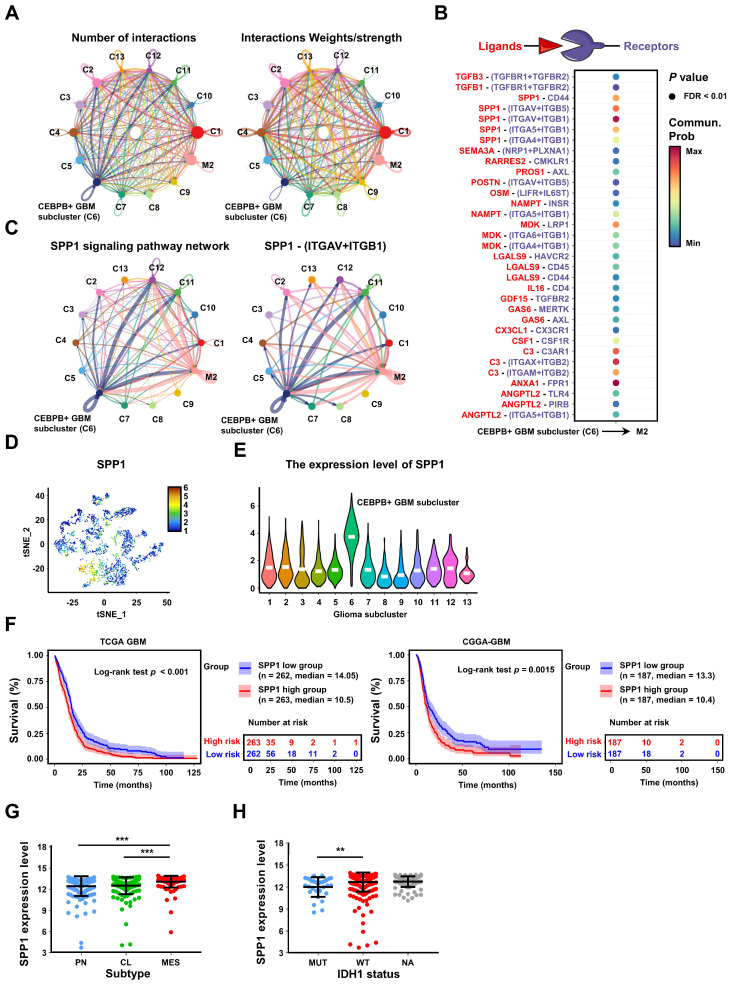 A
Number of interactions
C13
C12
C2
C11
C3
C10
C4
C1
C5
M2
CEBPB+ GBM
subcluster (C6)
C7
C8
C9
Interactions Weights/strength
C13
C12
C2
C11
C3
C10
C4
C1
C5
M2
CEBPB+ GBM
subcluster (C6)
C7
C8
C9
B
Ligands
Receptors
TGFB3 - (TGFBR1+TGFBR2)
TGFB1 - (TGFBR1+TGFBR2)
SPP1 - CD44
SPP1 - (ITGAV+ITGB5)
SPP1 - (ITGAV+ITGB1)
SPP1 - (ITGA5+ITGB1)
SPP1 - (ITGA4+ITGB1)
SEMA3A - (NRP1+PLXNA1)
RARRES2 - CMKLR1
PROS1 - AXL
POSTN - (ITGAV+ITGB5)
OSM - (LIFR+IL6ST)
NAMPT - INSR
NAMPT - (ITGA5+ITGB1)
MDK - LRP1
MDK - (ITGA6+ITGB1)
MDK - (ITGA4+ITGB1)
LGALS9 - HAVCR2
LGALS9 - CD45
LGALS9 - CD44
IL16 - CD4
GDF15 - TGFBR2
GAS6 - MERTK
GAS6 - AXL
CX3CL1 - CX3CR1
CSF1 - CSF1R
C3 - C3AR1
C3 - (ITGAX+ITGB2)
C3 - (ITGAM+ITGB2)
ANXA1 - FPR1
ANGPTL2 - TLR4
ANGPTL2 - PIRB
ANGPTL2 - (ITGA5+ITGB1)
CEBPB+ GBM subcluster (C6)
M2
P value
FDR < 0.01
Commun.
Prob
Max
Min
C
SPP1 signaling pathway network
C13
C12
C2
C11
C3
C10
C4
C1
C5
M2
CEBPB+ GBM
subcluster (C6)
C7
C8
C9
SPP1 - (ITGAV+ITGB1)
C13
C12
C2
C11
C3
C10
C4
C1
C5
M2
CEBPB+ GBM
subcluster (C6)
C7
C8
C9
D
SPP1
40
20
0
-20
tSNE_2
-25
0
25
50
tSNE_1
6
5
4
3
2
1
E
The expression level of SPP1
CEBPB+ GBM subcluster
6
4
2
0
1 2 3 4 5 6 7 8 9 10 11 12 13
Glioma subcluster
F
TCGA GBM
Log-rank test p < 0.001
Survival (%)
1.00
0.75
0.50
0.25
0.00
0 25 50 75 100 125
Time (months)
Group
SPP1 low group
(n = 262, median = 14.05)
SPP1 high group
(n = 263, median = 10.5)
Number at risk
High risk 263 35 9 2 1 1
Low risk 262 56 18 11 2 0
0 25 50 75 100 125
Time (months)
CGGA-GBM
Log-rank test p = 0.0015
Survival (%)
1.00
0.75
0.50
0.25
0.00
0 50 100 150
Time (months)
Group
SPP1 low group
(n = 187, median = 13.3)
SPP1 high group
(n = 187, median = 10.4)
Number at risk
High risk 187 10 2 0
Low risk 187 18 2 0
0 50 100 150
Time (months)
G
SPP1 expression level
18
15
12
9
6
3
***
***
PN CL MES
Subtype
H
SPP1 expression level
18
15
12
9
6
3
**
MUT WT NA
IDH1 status